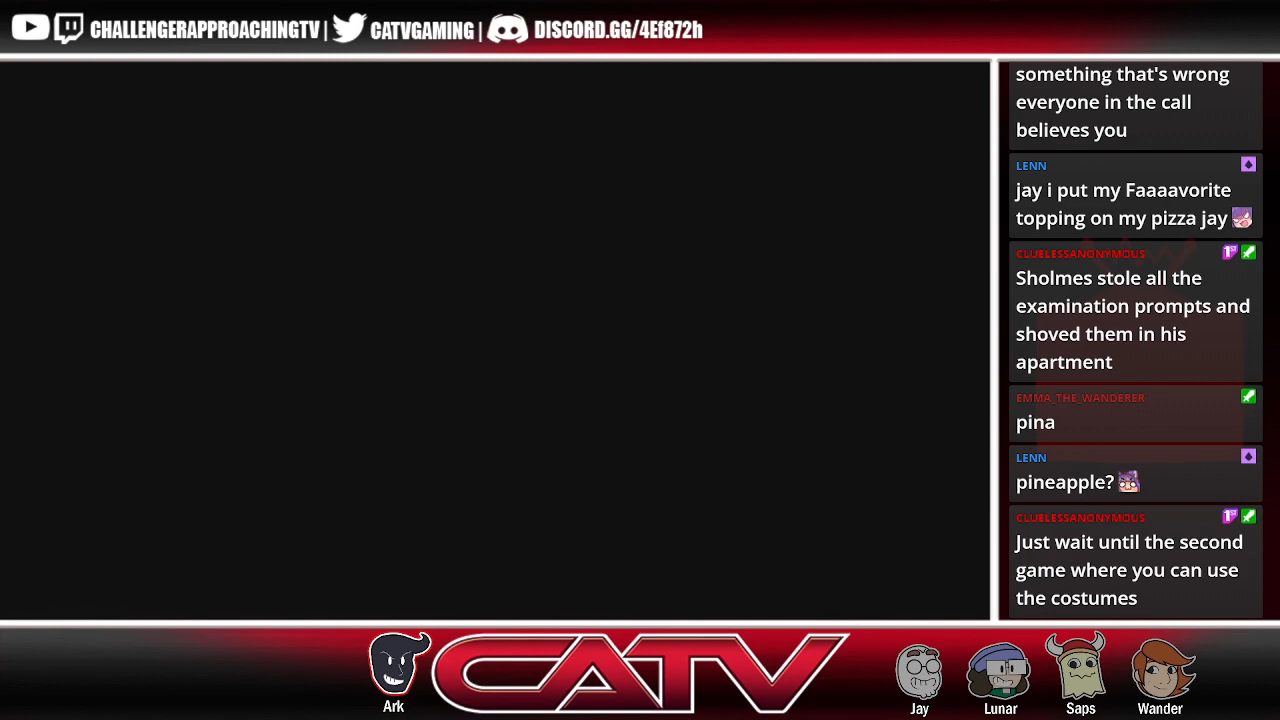 CHALLENGERAPPROACHINGTV | CATVGAMING | DISCORD.GG/4Ef872h
something that's wrong
everyone in the call
believes you
LENN
jay i put my Faaaavorite
topping on my pizza jay
CLUELESSANONYMOUS
Sholmes stole all the
examination prompts and
shoved them in his
apartment
EMMA_THE_WANDERER
pina
LENN
pineapple?
CLUELESSANONYMOUS
Just wait until the second
game where you can use
the costumes
CATV
Ark
Jay
Lunar
Saps
Wander